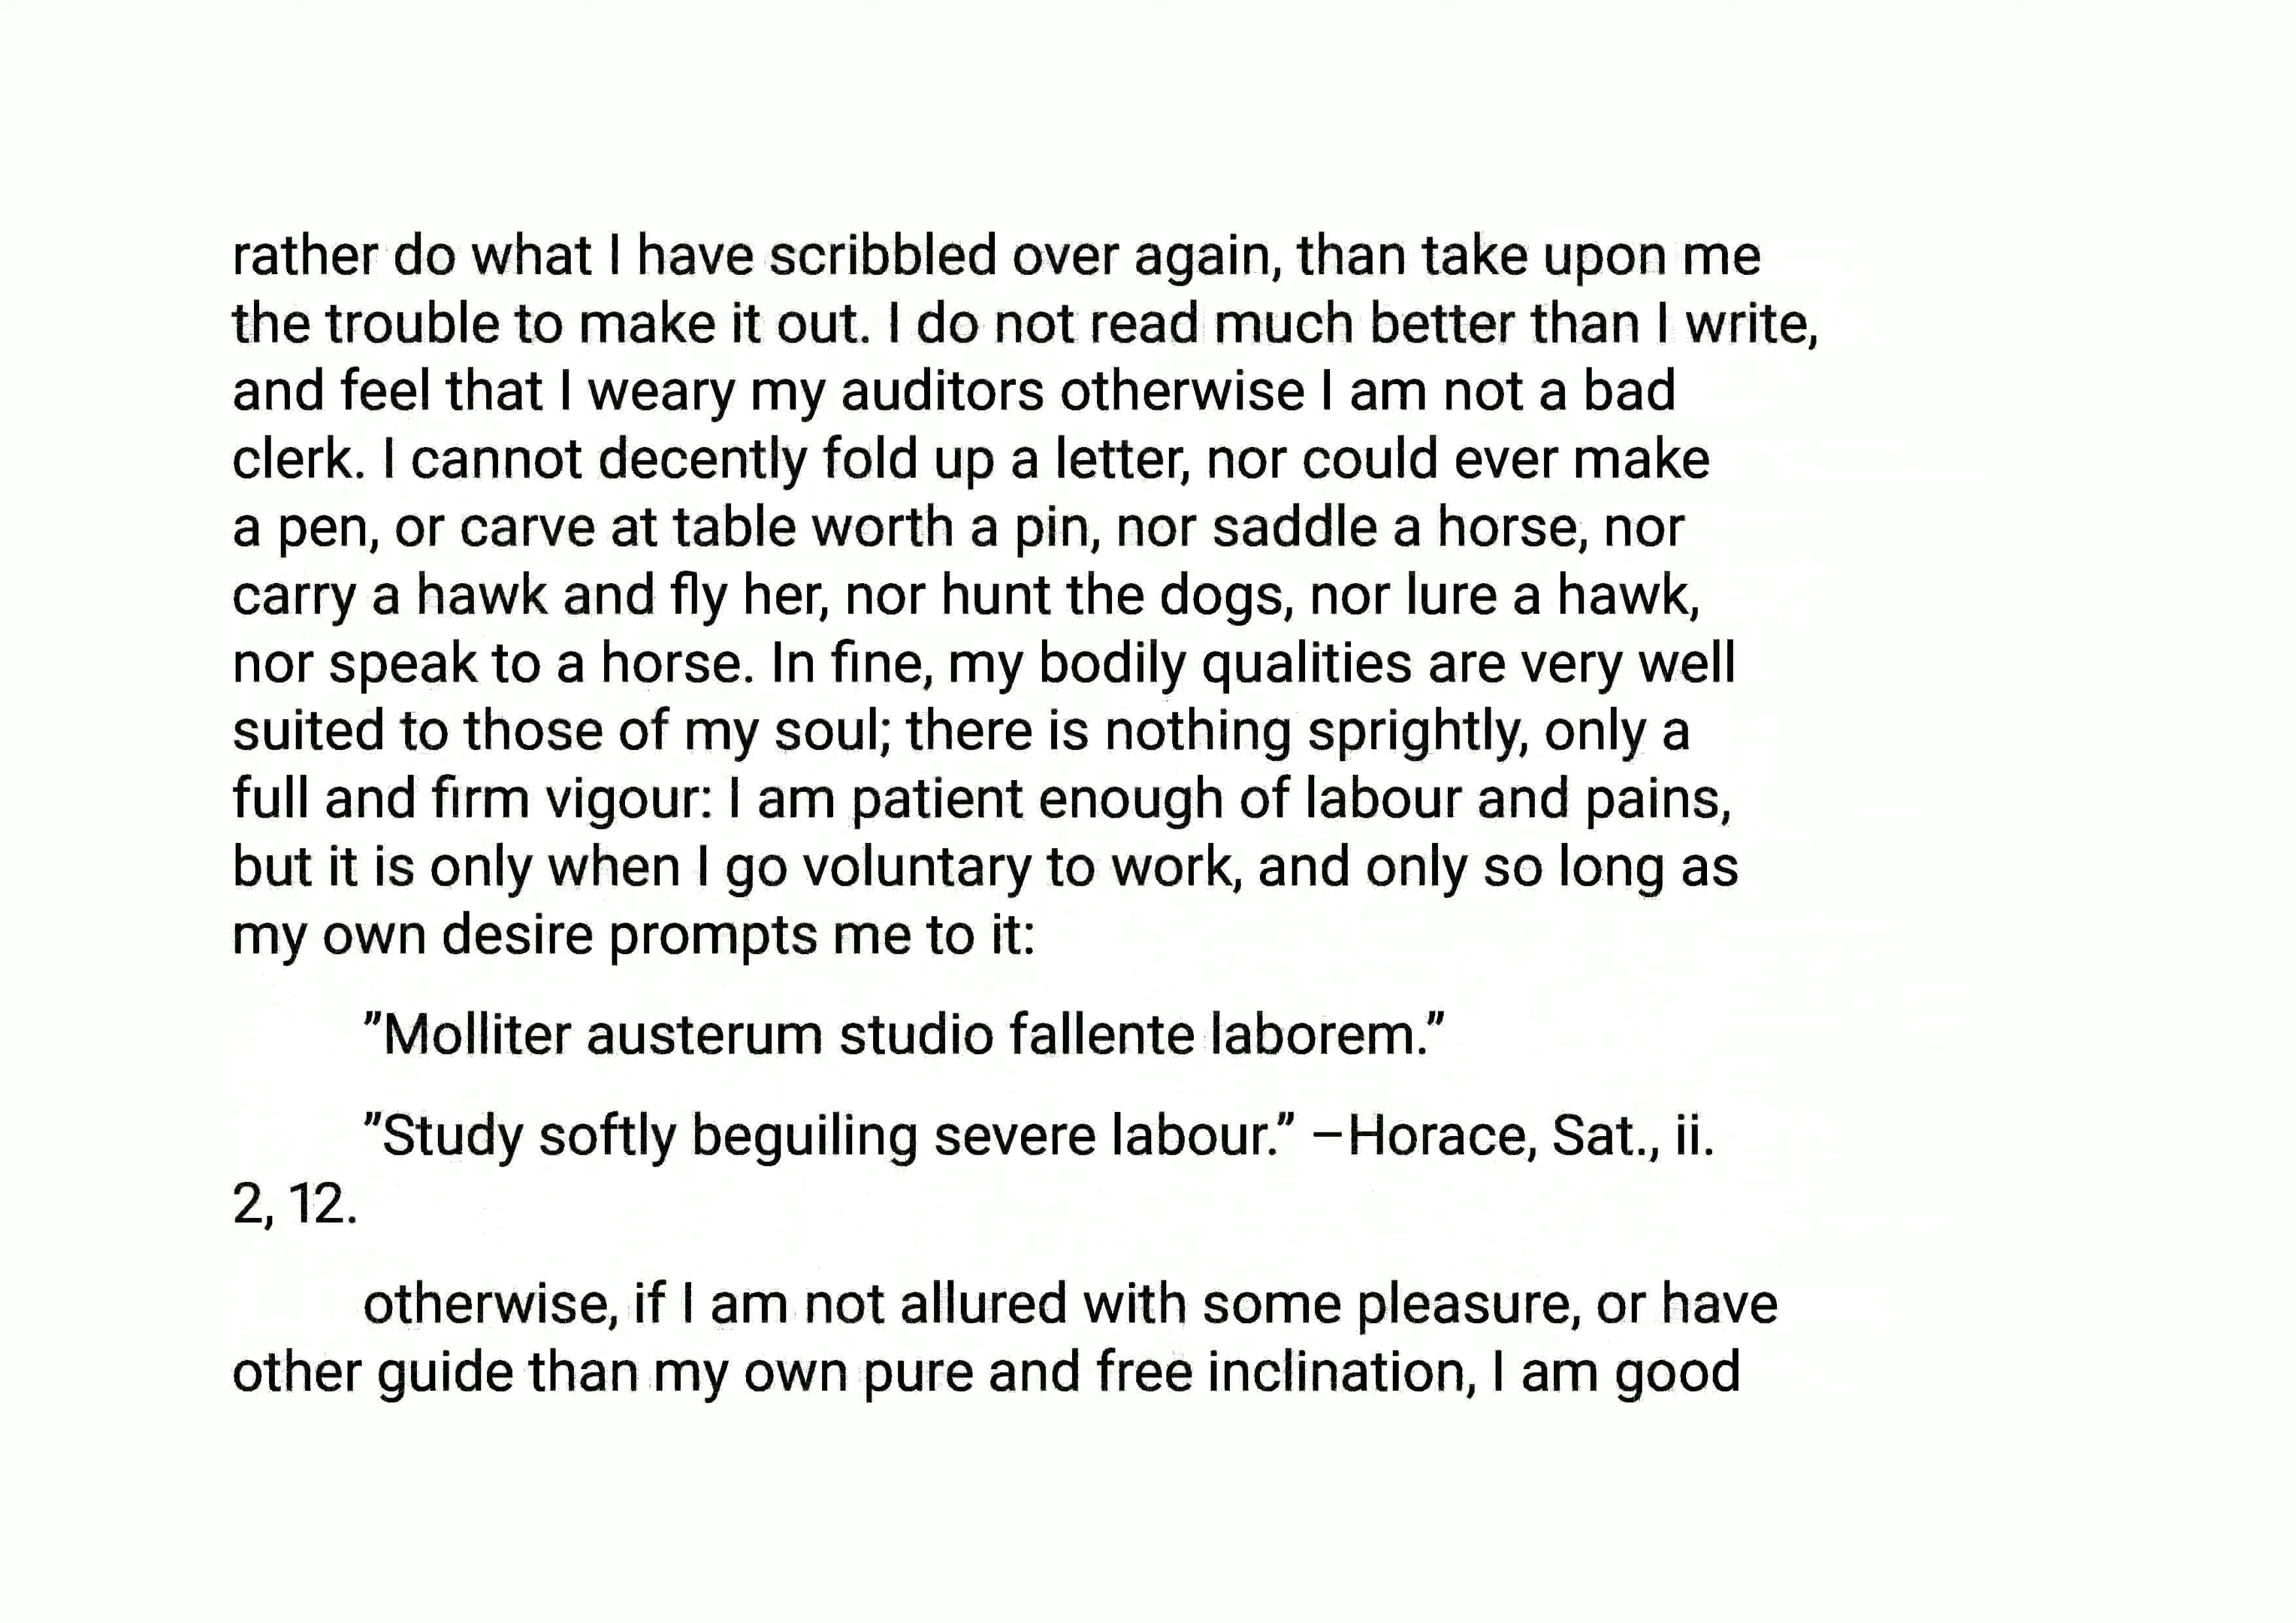 rather do what I have scribbled over again, than take upon me
the trouble to make it out. I do not read much better than I write,
and feel that I weary my auditors otherwise I am not a bad
clerk. I cannot decently fold up a letter, nor could ever make
a pen, or carve at table worth a pin, nor saddle a horse, nor
carry a hawk and fly her, nor hunt the dogs, nor lure a hawk,
nor speak to a horse. In fine, my bodily qualities are very well
suited to those of my soul; there is nothing sprightly, only a
full and firm vigour: I am patient enough of labour and pains,
but it is only when I go voluntary to work, and only so long as
my own desire prompts me to it:
”Molliter austerum studio fallente laborem.”
”Study softly beguiling severe labour.” –Horace, Sat., ii.
2, 12.
otherwise, if I am not allured with some pleasure, or have
other guide than my own pure and free inclination, I am good